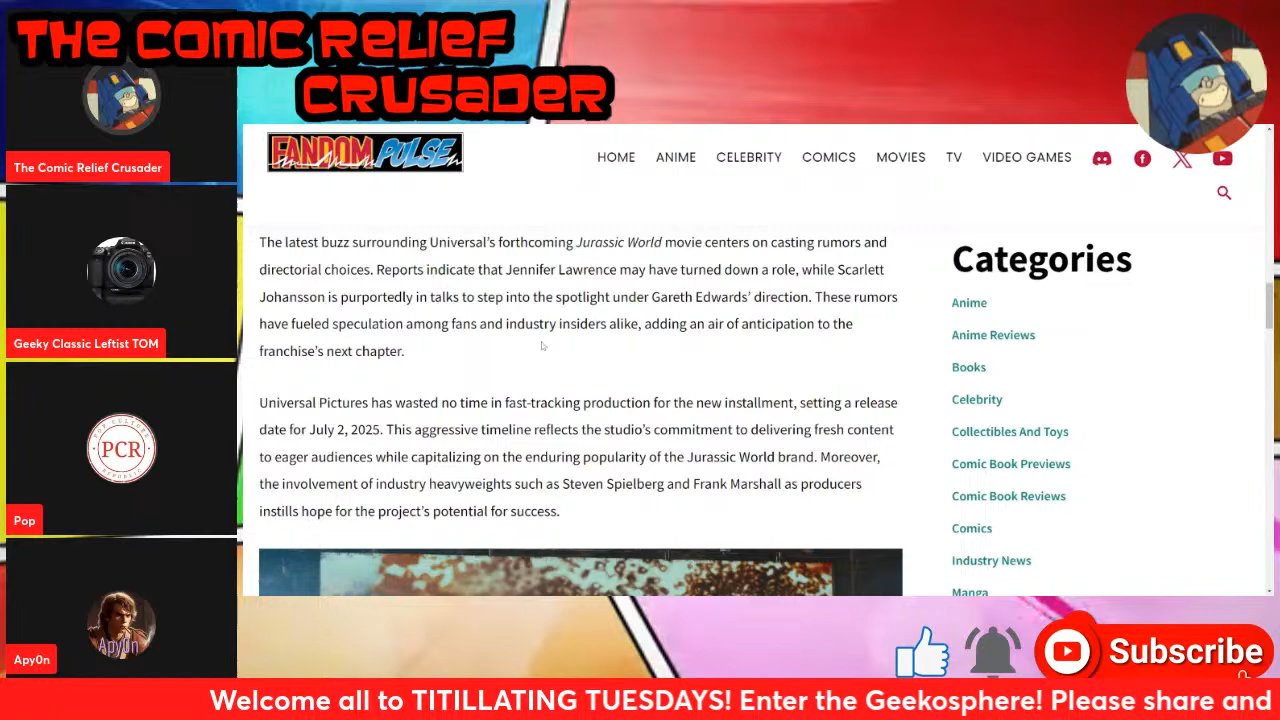 THE COMIC RELIEF
CRUSADER
The Comic Relief Crusader
Geeky Classic Leftist TOM
POP CULTURE
PCR
REPUBLIC
Pop
Apy0n
Apy0n
FANDOM PULSE
HOME ANIME CELEBRITY COMICS MOVIES TV VIDEO GAMES
The latest buzz surrounding Universal’s forthcoming Jurassic World movie centers on casting rumors and
directorial choices. Reports indicate that Jennifer Lawrence may have turned down a role, while Scarlett
Johansson is purportedly in talks to step into the spotlight under Gareth Edwards’ direction. These rumors
have fueled speculation among fans and industry insiders alike, adding an air of anticipation to the
franchise’s next chapter.
Universal Pictures has wasted no time in fast-tracking production for the new installment, setting a release
date for July 2, 2025. This aggressive timeline reflects the studio’s commitment to delivering fresh content
to eager audiences while capitalizing on the enduring popularity of the Jurassic World brand. Moreover,
the involvement of industry heavyweights such as Steven Spielberg and Frank Marshall as producers
instills hope for the project’s potential for success.
Categories
Anime
Anime Reviews
Books
Celebrity
Collectibles And Toys
Comic Book Previews
Comic Book Reviews
Comics
Industry News
Manga
Subscribe
Welcome all to TITILLATING TUESDAYS! Enter the Geekosphere! Please share and